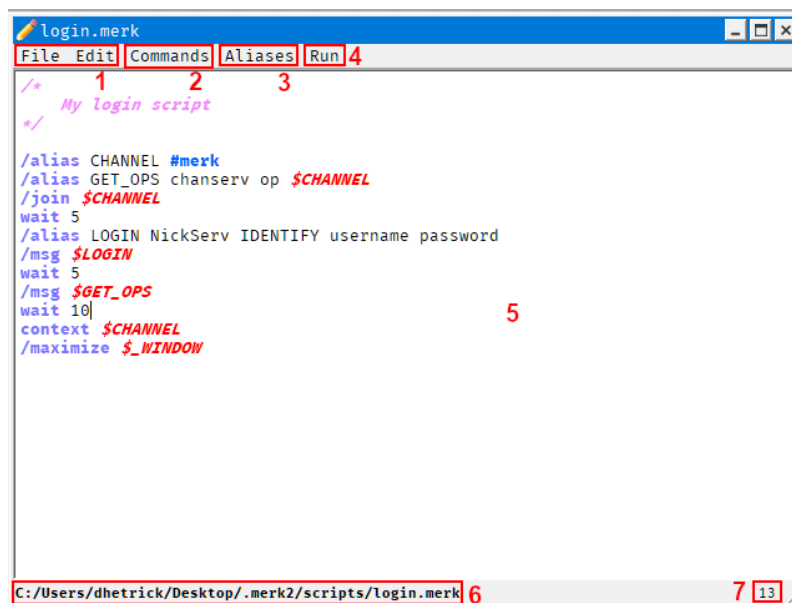 login.merk
File Edit Commands Aliases Run 4
1 2 3
/*
    My login script
*/
/alias CHANNEL #merk
/alias GET_OPS chanserv op $CHANNEL
/join $CHANNEL
wait 5
/alias LOGIN NickServ IDENTIFY username password
/msg $LOGIN
wait 5
/msg $GET_OPS
wait 10
5
context $CHANNEL
/maximize $_WINDOW
C:/Users/dhetrick/Desktop/.merk2/scripts/login.merk 6 7 13